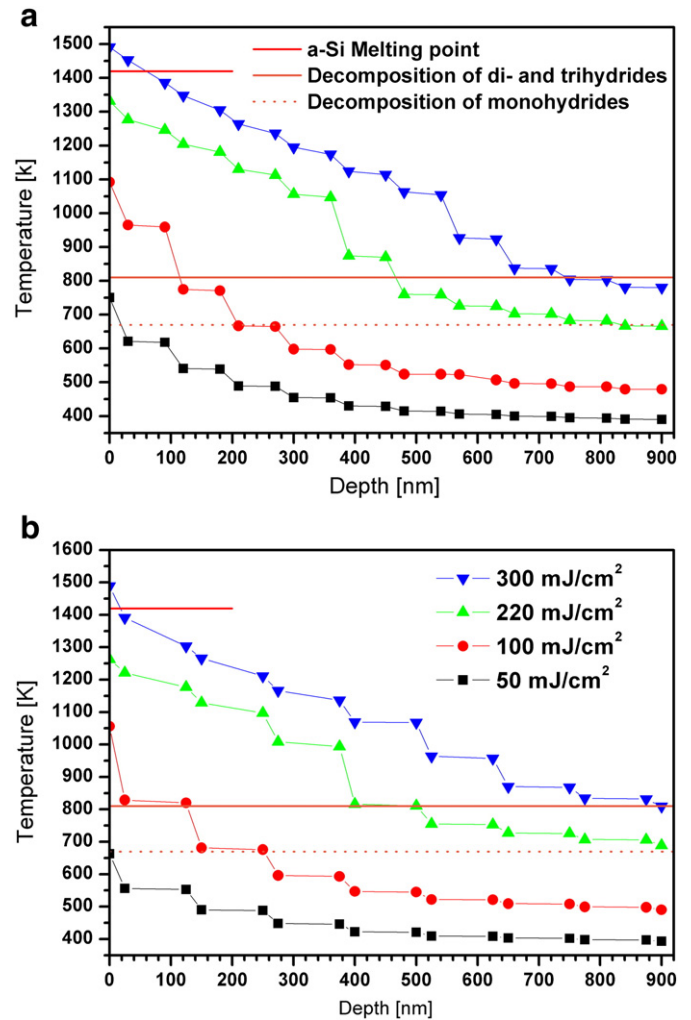 a
1500
1400
1300
1200
1100
1000
900
800
700
600
500
400
Temperature [k]
a-Si Melting point
Decomposition of di- and trihydrides
Decomposition of monohydrides
0 100 200 300 400 500 600 700 800 900
Depth [nm]
b
1600
1500
1400
1300
1200
1100
1000
900
800
700
600
500
400
Temperature [K]
300 mJ/cm²
220 mJ/cm²
100 mJ/cm²
50 mJ/cm²
0 100 200 300 400 500 600 700 800 900
Depth [nm]